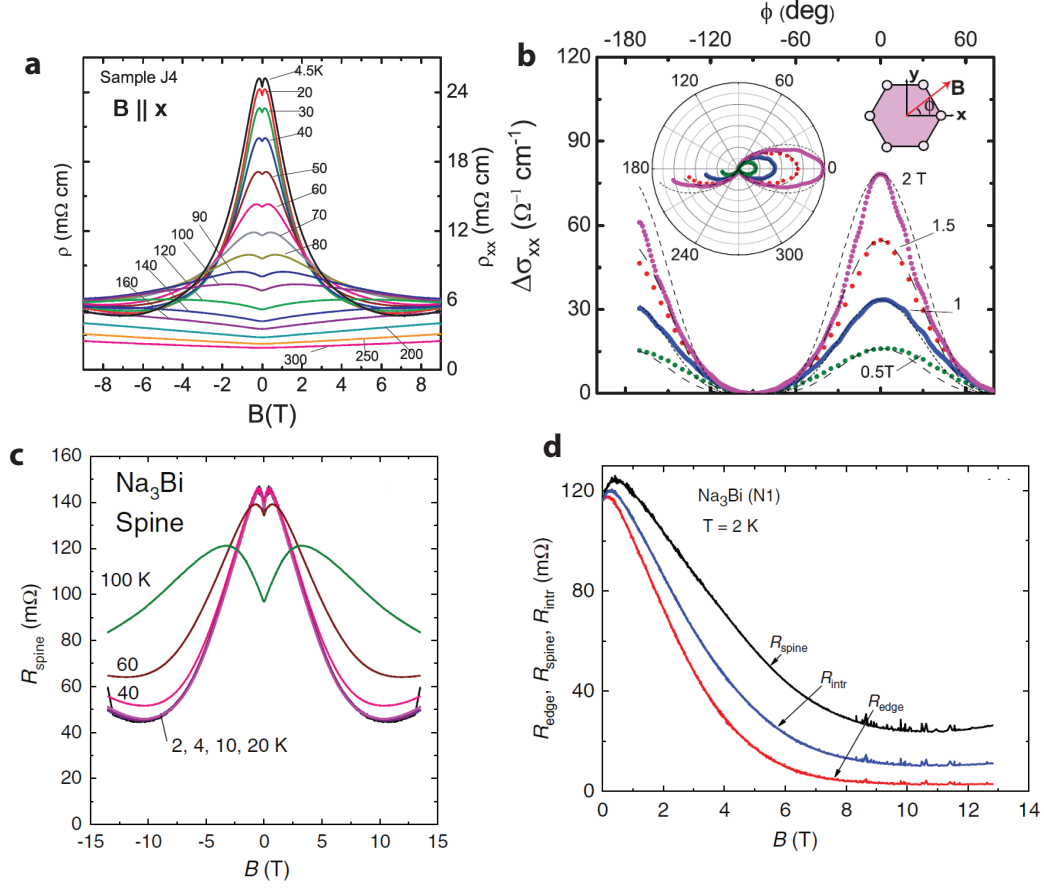 a
Sample J4
B || x
4.5K
20
30
40
50
60
70
80
90
100
120
140
160
200
250
300
ρ (mΩ cm)
24
18
12
6
0
ρxx (mΩ cm)
-8 -4 0 4 8
B(T)
b
ϕ (deg)
-180 -120 -60 0 60
120
90
60
30
0
Δσxx (Ω⁻¹ cm⁻¹)
120 60
180 0
240 300
y
B
ϕ
x
2 T
1.5
1
0.5T
c
160
140
120
100
80
60
40
20
0
Rspine (mΩ)
Na₃Bi
Spine
100 K
60
40
2, 4, 10, 20 K
-15 -10 -5 0 5 10 15
B (T)
d
120
80
40
0
Redge, Rspine, Rintr (mΩ)
Na₃Bi (N1)
T = 2 K
Rspine
Rintr
Redge
0 2 4 6 8 10 12 14
B (T)